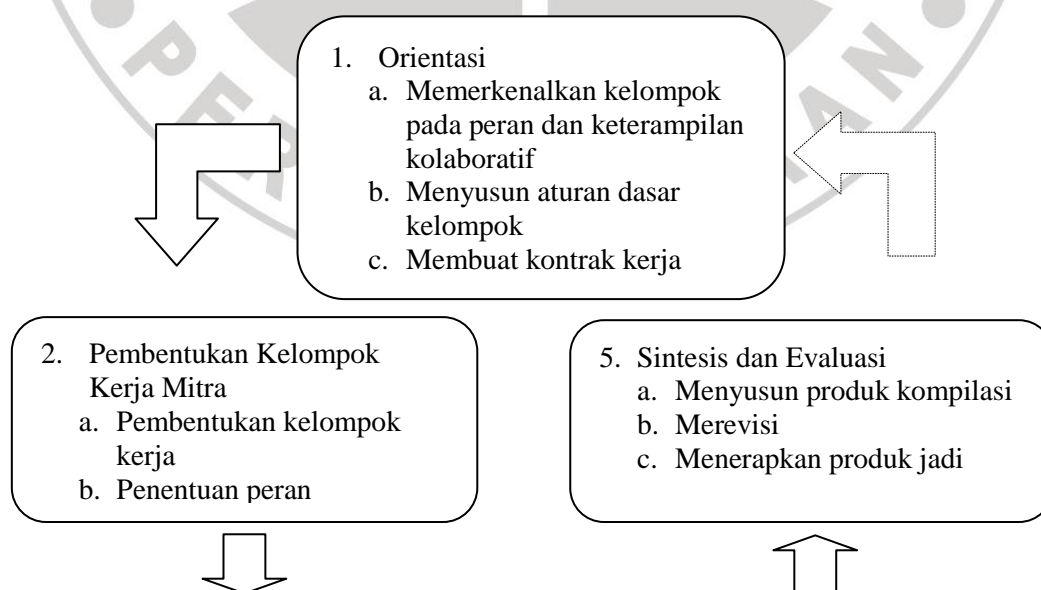 1. Orientasi
a. Memerkenalkan kelompok
pada peran dan keterampilan
kolaboratif
b. Menyusun aturan dasar
kelompok
c. Membuat kontrak kerja
2. Pembentukan Kelompok
Kerja Mitra
a. Pembentukan kelompok
kerja
b. Penentuan peran
5. Sintesis dan Evaluasi
a. Menyusun produk kompilasi
b. Merevisi
c. Menerapkan produk jadi